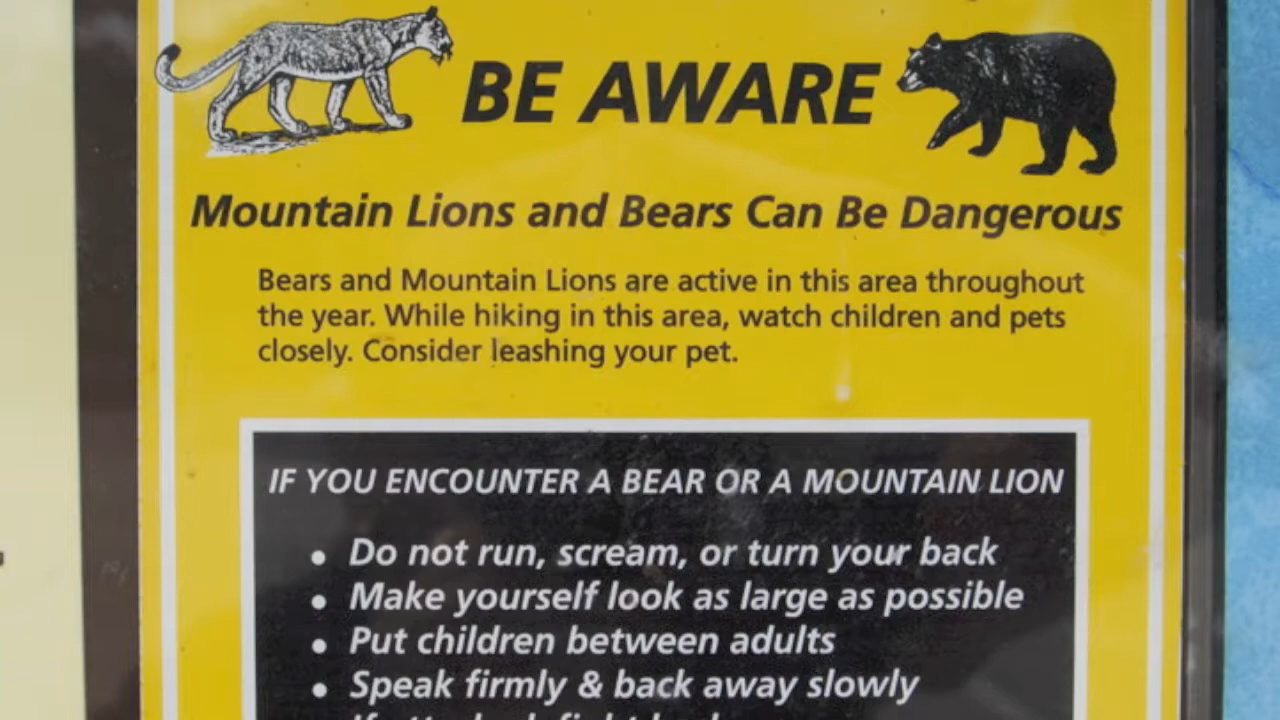 BE AWARE
Mountain Lions and Bears Can Be Dangerous
Bears and Mountain Lions are active in this area throughout
the year. While hiking in this area, watch children and pets
closely. Consider leashing your pet.
IF YOU ENCOUNTER A BEAR OR A MOUNTAIN LION
• Do not run, scream, or turn your back
• Make yourself look as large as possible
• Put children between adults
• Speak firmly & back away slowly